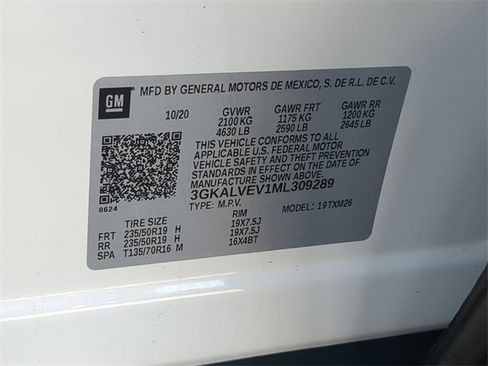 GM
MFD BY GENERAL MOTORS DE MEXICO, S. DE R.L. DE C.V.
10/20 GVWR GAWR FRT GAWR RR
2100 KG 1175 KG 1200 KG
4630 LB 2590 LB 2645 LB
THIS VEHICLE CONFORMS TO ALL
APPLICABLE U.S. FEDERAL MOTOR
VEHICLE SAFETY AND THEFT PREVENTION
STANDARDS IN EFFECT ON THE DATE OF
MANUFACTURE SHOWN ABOVE.
3GKALVEV1ML309289
8624 TYPE: M.P.V. MODEL: 19TXM26
TIRE SIZE RIM
FRT 235/50R19 H 19X7.5J
RR 235/50R19 H 19X7.5J
SPA T135/70R16 M 16X4BT